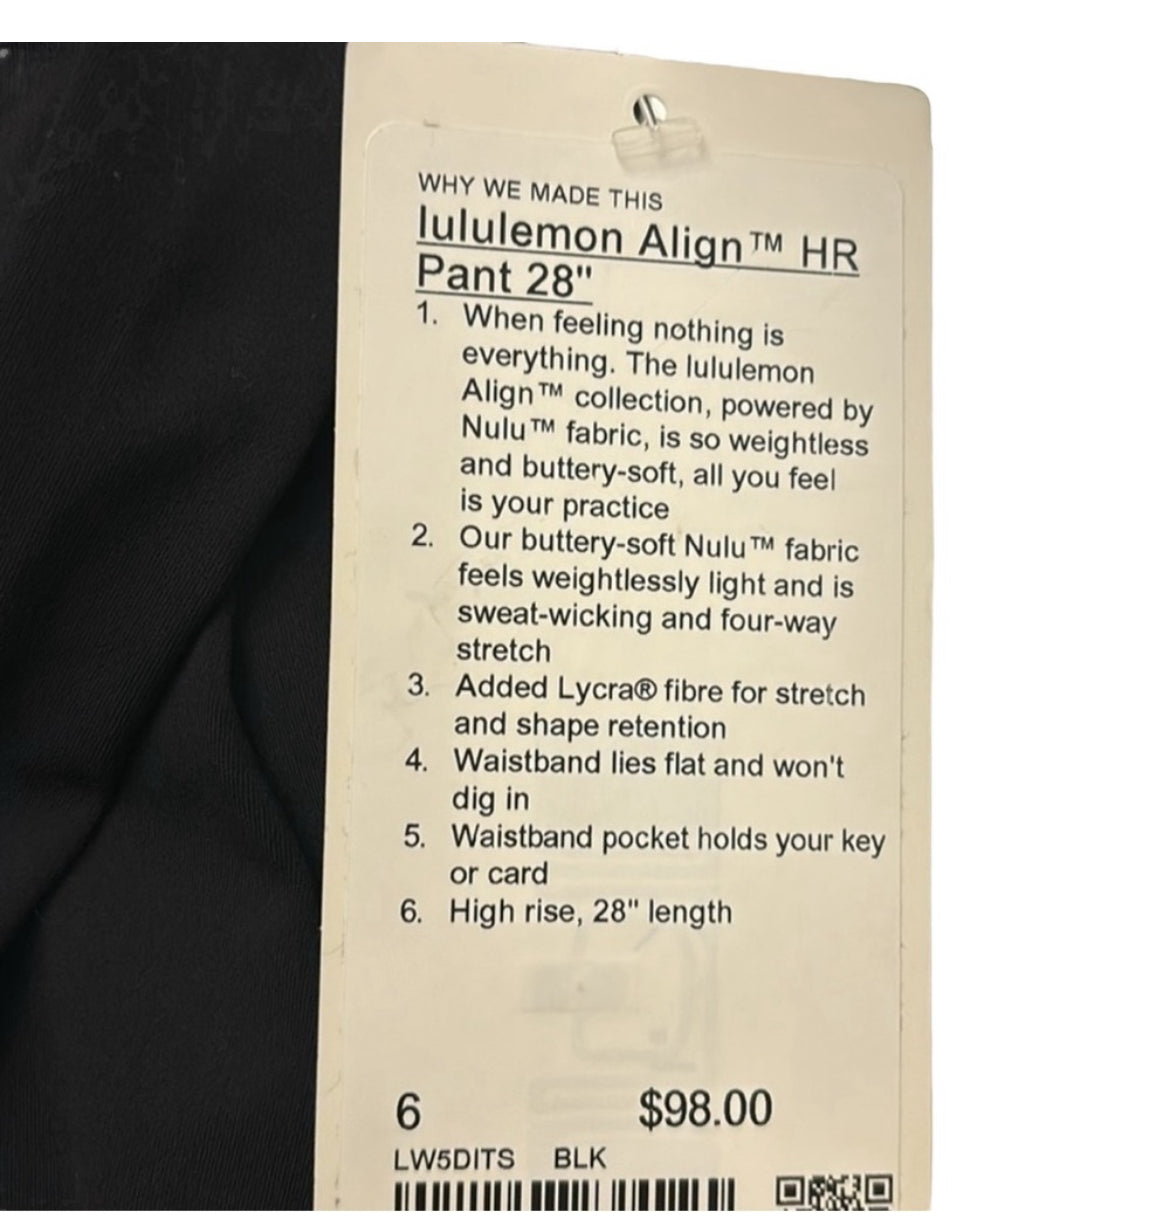 WHY WE MADE THIS
lululemon Align™ HR
Pant 28"
1. When feeling nothing is
everything. The lululemon
Align™ collection, powered by
Nulu™ fabric, is so weightless
and buttery-soft, all you feel
is your practice
2. Our buttery-soft Nulu™ fabric
feels weightlessly light and is
sweat-wicking and four-way
stretch
3. Added Lycra® fibre for stretch
and shape retention
4. Waistband lies flat and won't
dig in
5. Waistband pocket holds your key
or card
6. High rise, 28" length
6 $98.00
LW5DITS BLK